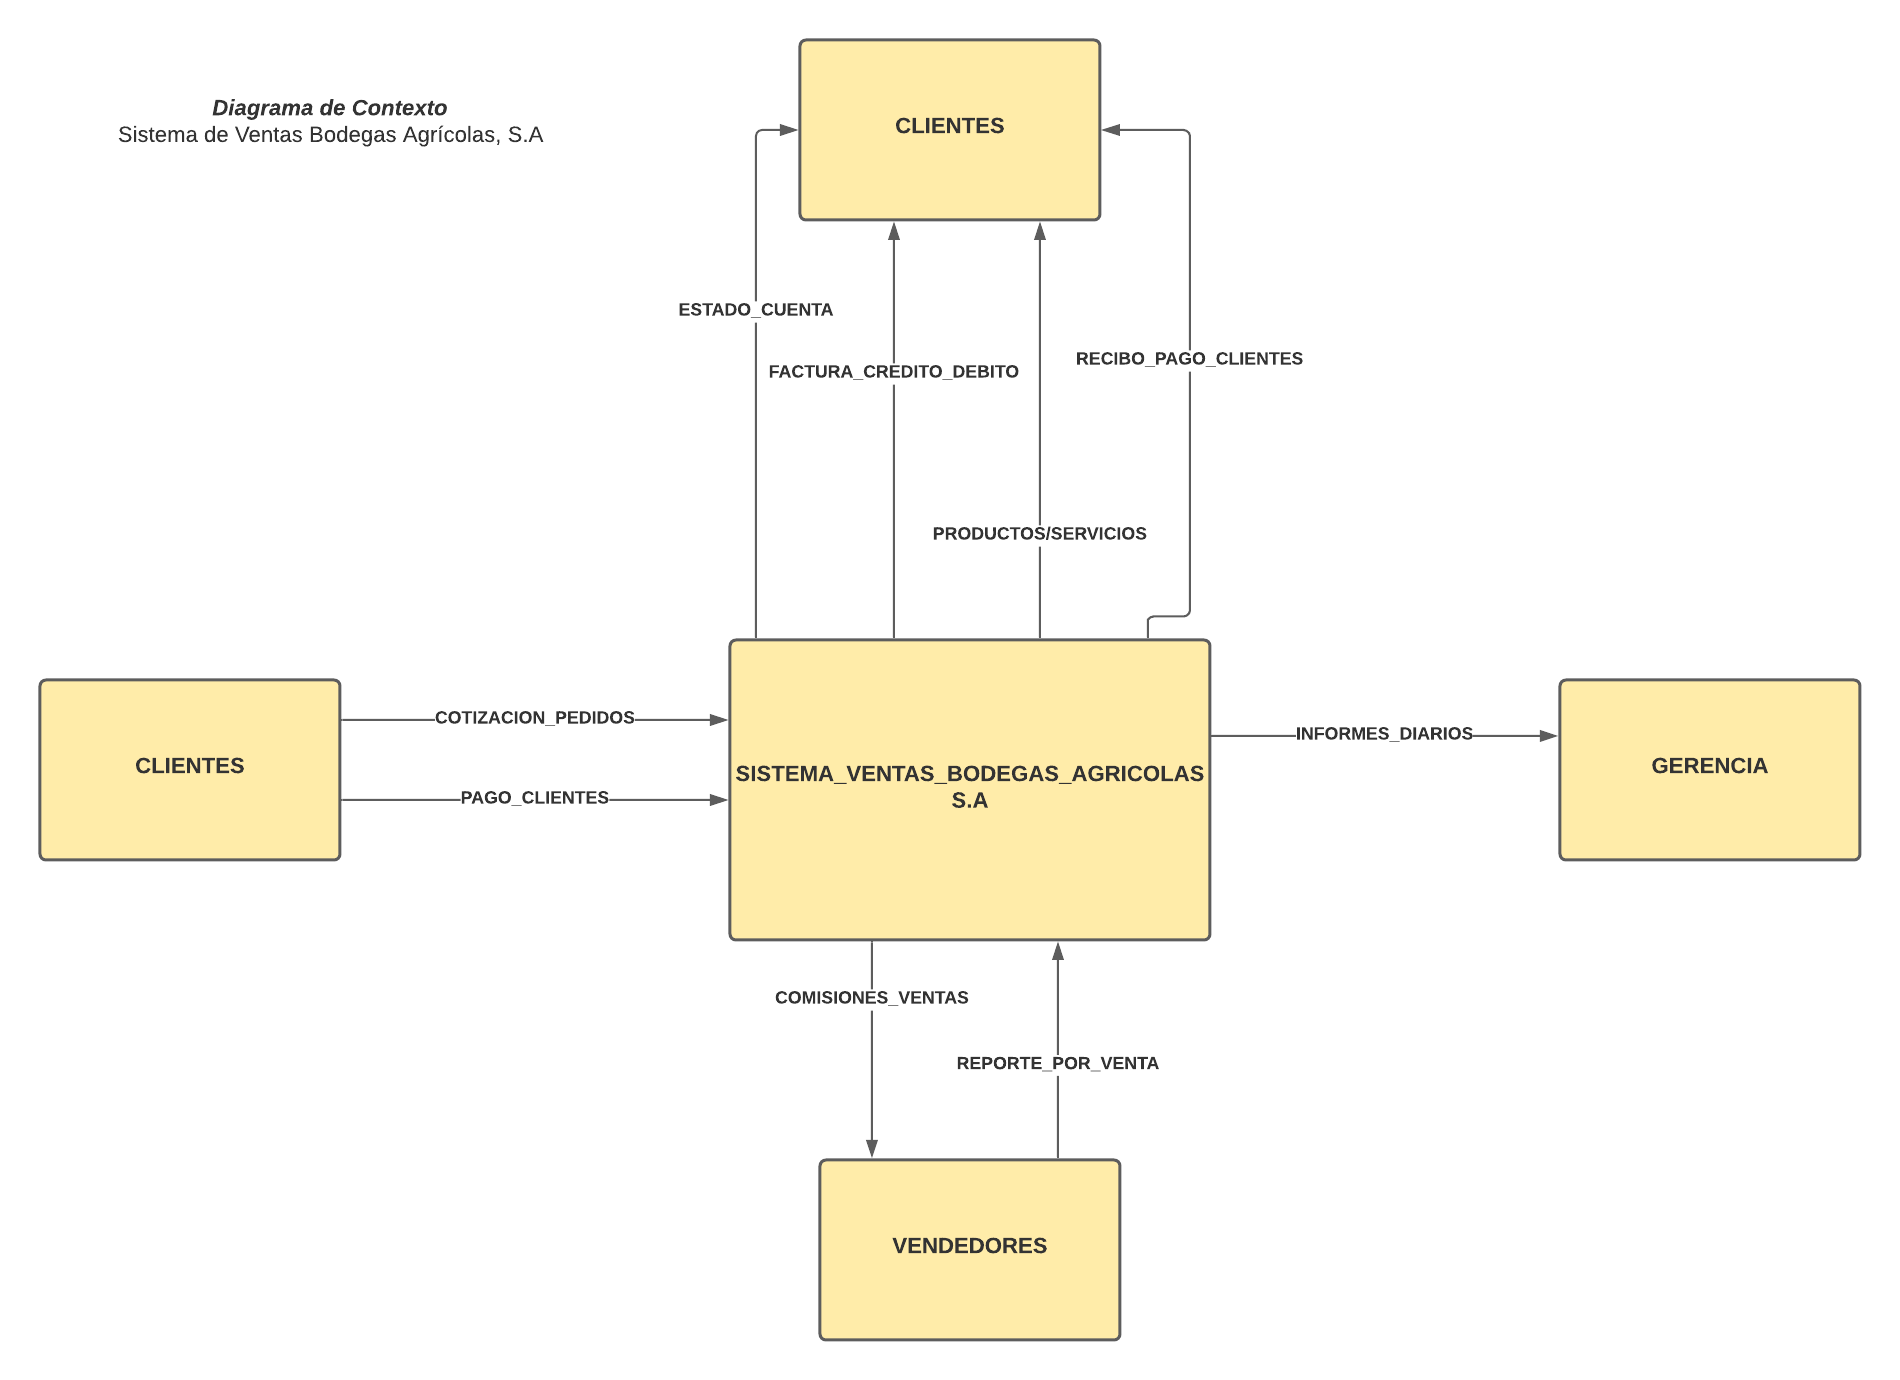 Diagrama de Contexto
Sistema de Ventas Bodegas Agrícolas, S.A
CLIENTES
ESTADO_CUENTA
FACTURA_CREDITO_DEBITO
RECIBO_PAGO_CLIENTES
PRODUCTOS/SERVICIOS
CLIENTES
COTIZACION_PEDIDOS
PAGO_CLIENTES
SISTEMA_VENTAS_BODEGAS_AGRICOLAS
S.A
INFORMES_DIARIOS
GERENCIA
COMISIONES_VENTAS
REPORTE_POR_VENTA
VENDEDORES